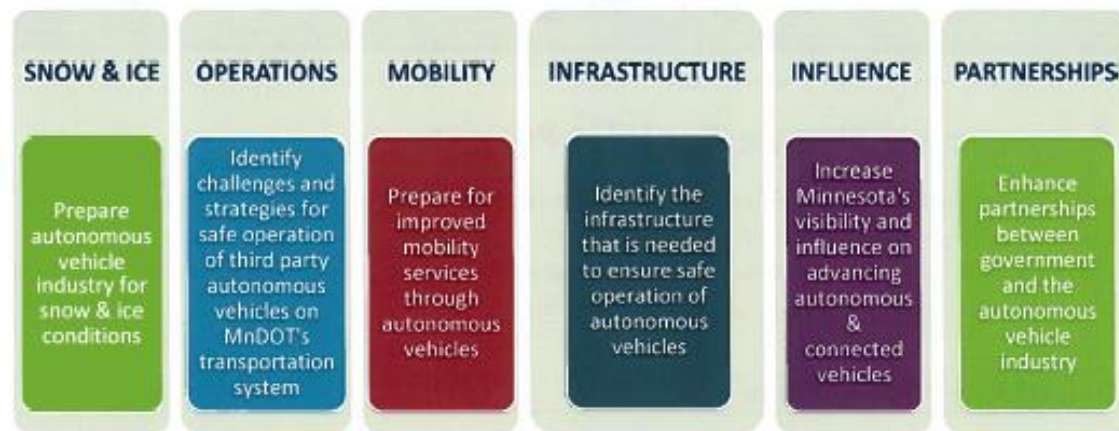 SNOW & ICE
Prepare
autonomous
vehicle
industry for
snow & ice
conditions
OPERATIONS
Identify
challenges and
strategies for
safe operation
of third party
autonomous
vehicles on
MnDOT's
transportation
system
MOBILITY
Prepare for
improved
mobility
services
through
autonomous
vehicles
INFRASTRUCTURE
Identify the
infrastructure
that is needed
to ensure safe
operation of
autonomous
vehicles
INFLUENCE
Increase
Minnesota's
visibility and
influence on
advancing
autonomous
&
connected
vehicles
PARTNERSHIPS
Enhance
partnerships
between
government
and the
autonomous
vehicle
industry